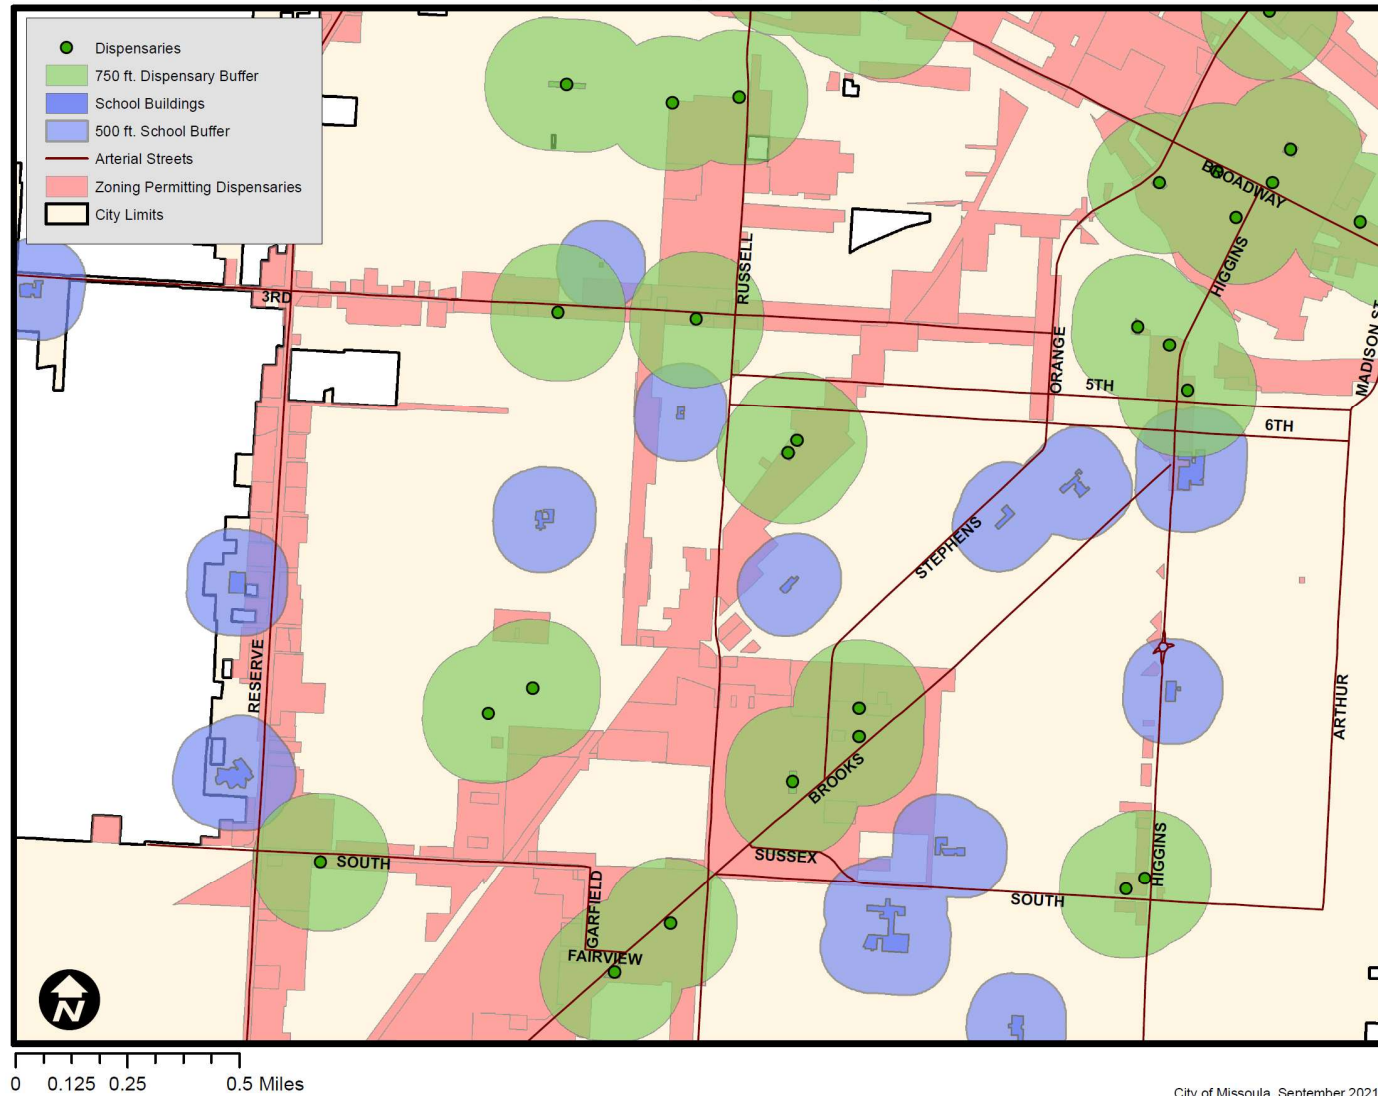 Dispensaries
750 ft. Dispensary Buffer
School Buildings
500 ft. School Buffer
Arterial Streets
Zoning Permitting Dispensaries
City Limits
BROADWAY
RUSSELL
HIGGINS
3RD
ORANGE
MADISON ST
5TH
6TH
STEPHENS
RESERVE
ARTHUR
BROOKS
SUSSEX
HIGGINS
SOUTH
SOUTH
GARFIELD
FAIRVIEW
N
0 0.125 0.25 0.5 Miles
City of Missoula, September 2021